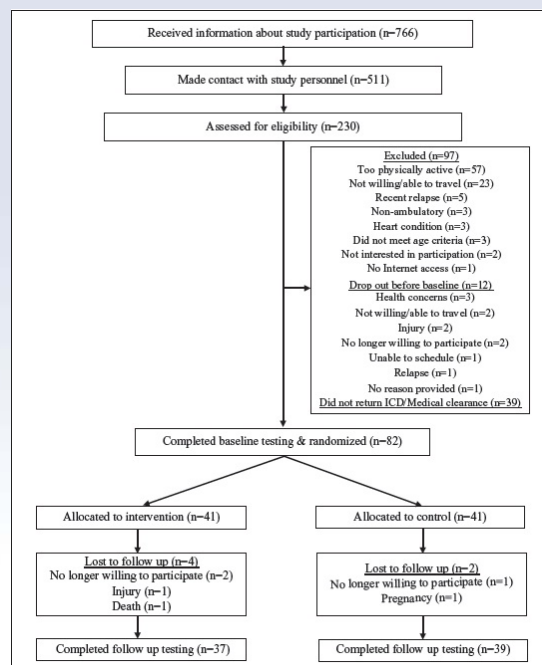 Received information about study participation (n=766)
Made contact with study personnel (n=511)
Assessed for eligibility (n=230)
Excluded (n=97)
Too physically active (n=57)
Not willing/able to travel (n=23)
Recent relapse (n=5)
Non-ambulatory (n=3)
Heart condition (n=3)
Did not meet age criteria (n=3)
Not interested in participation (n=2)
No Internet access (n=1)
Drop out before baseline (n=12)
Health concerns (n=3)
Not willing/able to travel (n=2)
Injury (n=2)
No longer willing to participate (n=2)
Unable to schedule (n=1)
Relapse (n=1)
No reason provided (n=1)
Did not return ICD/Medical clearance (n=39)
Completed baseline testing & randomized (n=82)
Allocated to intervention (n=41)
Lost to follow up (n=4)
No longer willing to participate (n=2)
Injury (n=1)
Death (n=1)
Completed follow up testing (n=37)
Allocated to control (n=41)
Lost to follow up (n=2)
No longer willing to participate (n=1)
Pregnancy (n=1)
Completed follow up testing (n=39)